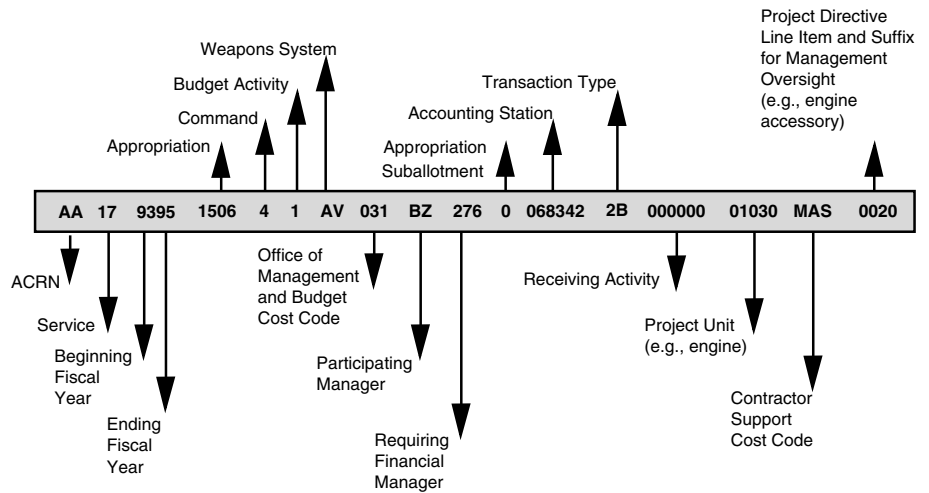 Project Directive
Line Item and Suffix
for Management
Oversight
(e.g., engine
accessory)
Weapons System
Budget Activity
Transaction Type
Command
Accounting Station
Appropriation
Appropriation
Suballotment
AA 17 9395 1506 4 1 AV 031 BZ 276 0 068342 2B 000000 01030 MAS 0020
ACRN
Service
Beginning
Fiscal
Year
Ending
Fiscal
Year
Office of
Management
and Budget
Cost Code
Participating
Manager
Requiring
Financial
Manager
Receiving Activity
Project Unit
(e.g., engine)
Contractor
Support
Cost Code